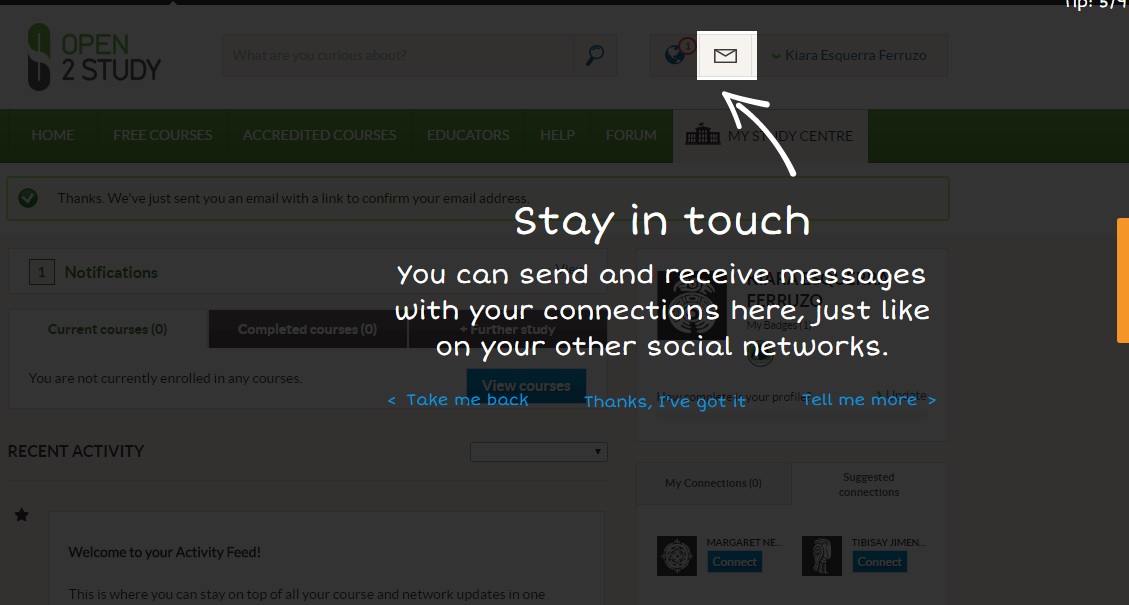 Tip: 5/9
OPEN
2 STUDY
What are you curious about?
1
Kiara Esquerra Ferruzo
HOME
FREE COURSES
ACCREDITED COURSES
EDUCATORS
HELP
FORUM
MY STUDY CENTRE
Thanks. We've just sent you an email with a link to confirm your email address.
Stay in touch
You can send and receive messages
with your connections here, just like
on your other social networks.
< Take me back
Thanks, I've got it
Tell me more >
1 Notifications
FERRUZO
My Badges (1)
Current courses (0)
Completed courses (0)
+ Further study
You are not currently enrolled in any courses.
View courses
your profile
Update
RECENT ACTIVITY
My Connections (0)
Suggested
connections
MARGARET NE...
Connect
TIBISAY JIMEN...
Connect
Welcome to your Activity Feed!
This is where you can stay on top of all your course and network updates in one